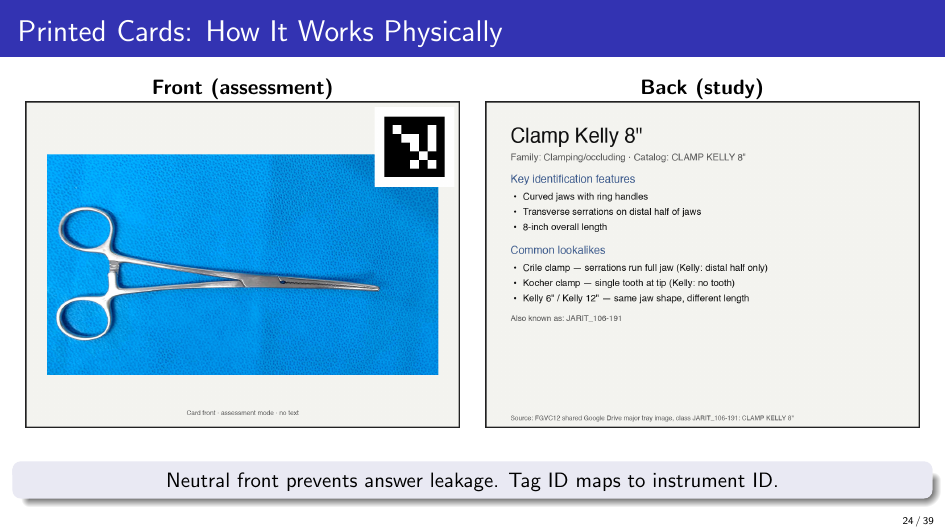 Printed Cards: How It Works Physically
Front (assessment)
Card front · assessment mode · no text
Back (study)
Clamp Kelly 8"
Family: Clamping/occluding · Catalog: CLAMP KELLY 8"
Key identification features
• Curved jaws with ring handles
• Transverse serrations on distal half of jaws
• 8-inch overall length
Common lookalikes
• Crile clamp — serrations run full jaw (Kelly: distal half only)
• Kocher clamp — single tooth at tip (Kelly: no tooth)
• Kelly 6" / Kelly 12" — same jaw shape, different length
Also known as: JARIT_106-191
Source: FGVC12 shared Google Drive major tray image, class JARIT_106-191; CLAMP KELLY 8"
Neutral front prevents answer leakage. Tag ID maps to instrument ID.
24 / 39